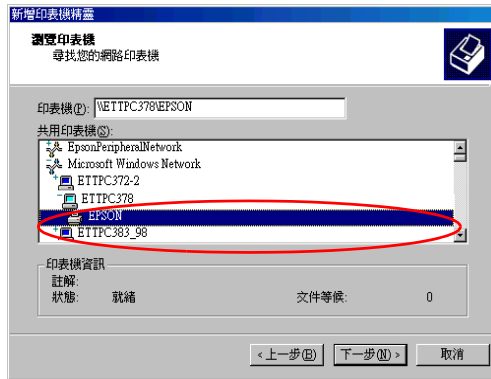 新增印表機精靈
瀏覽印表機
尋找您的網路印表機
印表機(P): \\ETTPC378\EPSON
共用印表機(S):
EpsonPeripheralNetwork
Microsoft Windows Network
ETTPC372-2
ETTPC378
EPSON
ETTPC383_98
印表機資訊
註解:
狀態: 就緒 文件等候: 0
<上一步(B) 下一步(N)> 取消